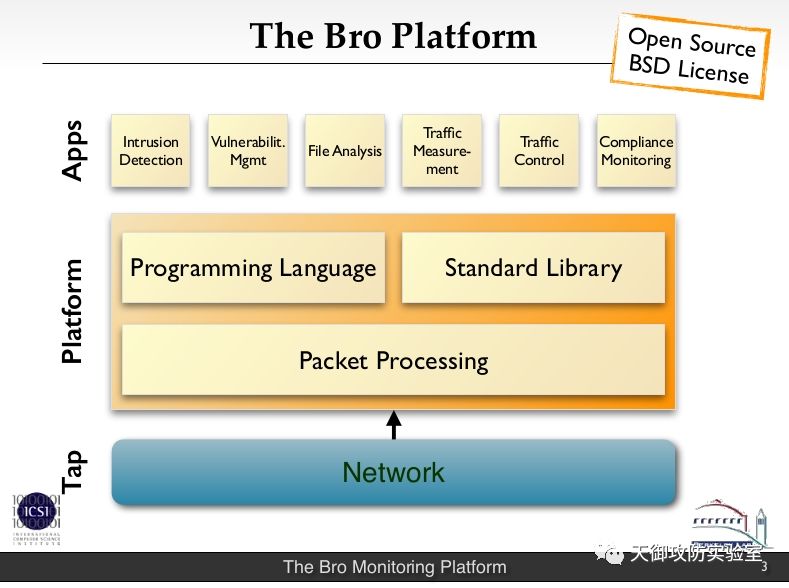 The Bro Platform
Open Source
BSD License
Apps
Intrusion
Detection
Vulnerabilit.
Mgmt
File Analysis
Traffic
Measure-
ment
Traffic
Control
Compliance
Monitoring
Platform
Programming Language
Standard Library
Packet Processing
Tap
Network
ICSI
INTERNATIONAL
COMPUTER SCIENCE
INSTITUTE
天御攻防实验室
The Bro Monitoring Platform
3